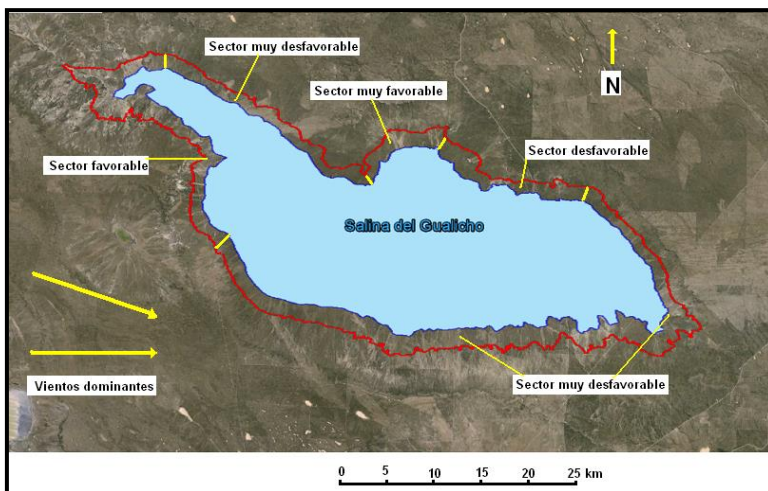 Sector muy desfavorable
Sector muy favorable
N
Sector desfavorable
Sector favorable
Salina del Gualicho
Vientos dominantes
Sector muy desfavorable
0 5 10 15 20 25 km